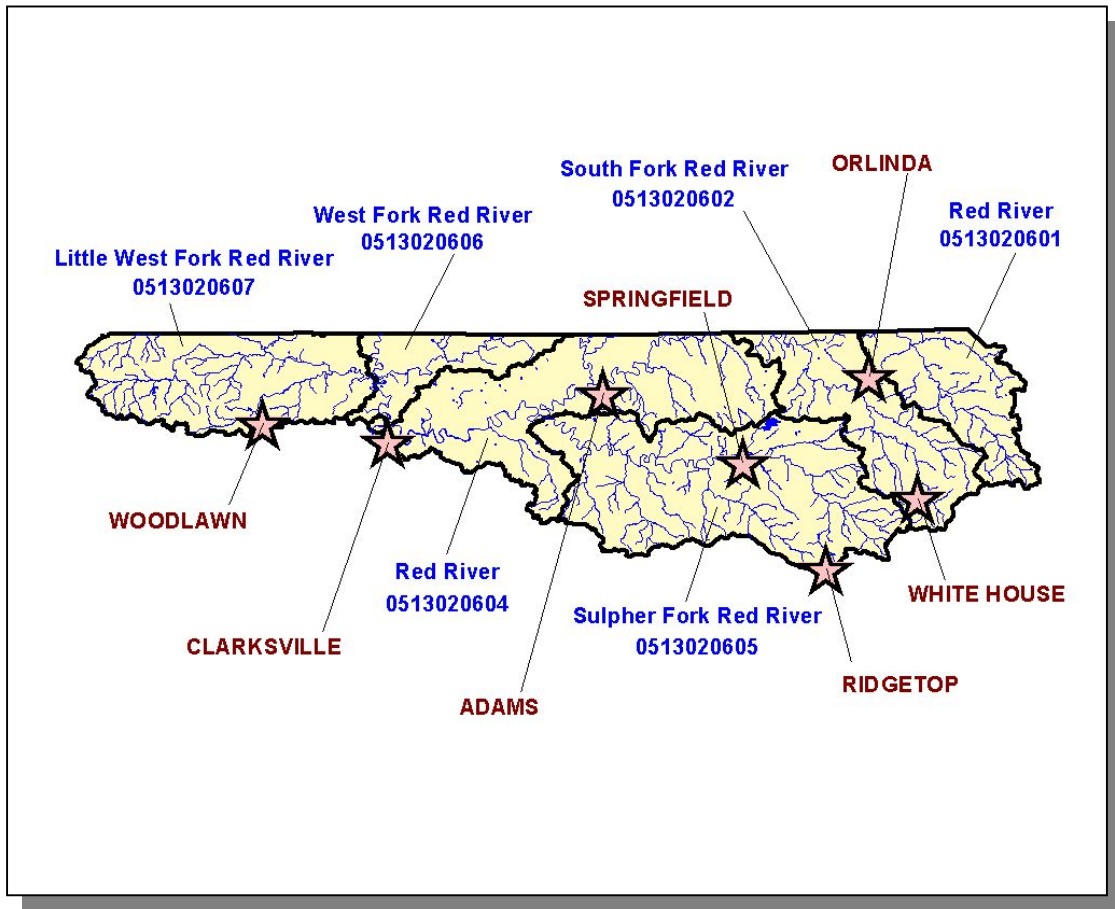 South Fork Red River
0513020602
ORLINDA
West Fork Red River
0513020606
Red River
0513020601
Little West Fork Red River
0513020607
SPRINGFIELD
WOODLAWN
Red River
0513020604
CLARKSVILLE
Sulpher Fork Red River
0513020605
WHITE HOUSE
ADAMS
RIDGETOP